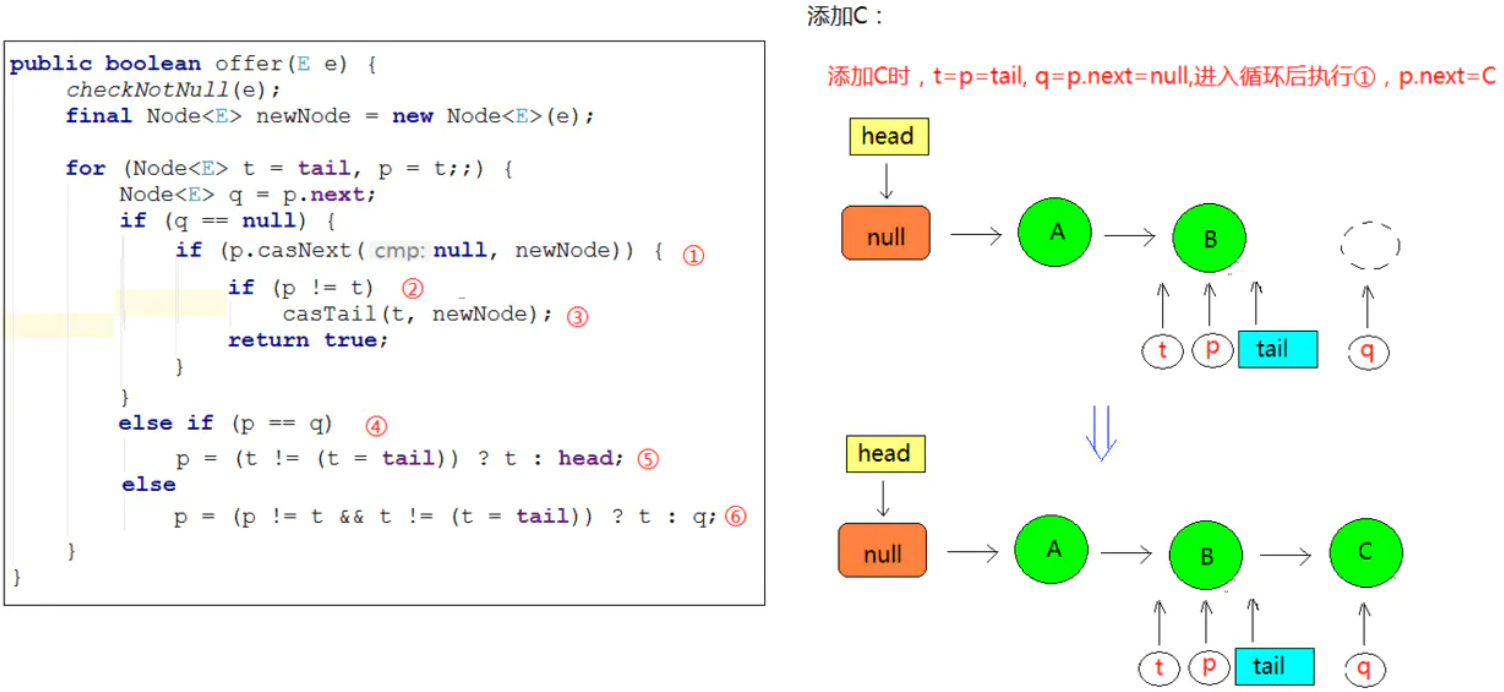 public boolean offer(E e) {
checkNotNull(e);
final Node<E> newNode = new Node<E>(e);
for (Node<E> t = tail, p = t;;) {
Node<E> q = p.next;
if (q == null) {
if (p.casNext( cmp: null, newNode)) { ①
if (p != t) ②
casTail(t, newNode); ③
return true;
}
}
else if (p == q) ④
p = (t != (t = tail)) ? t : head; ⑤
else
p = (p != t && t != (t = tail)) ? t : q; ⑥
}
}
添加C：
添加C时，t=p=tail, q=p.next=null,进入循环后执行①，p.next=C
head
null A B
t p tail q
head
null A B C
t p tail q